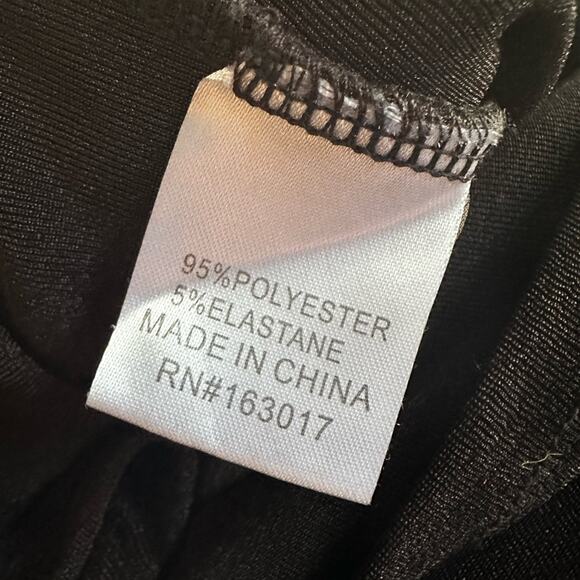 95%POLYESTER
5%ELASTANE
MADE IN CHINA
RN#163017